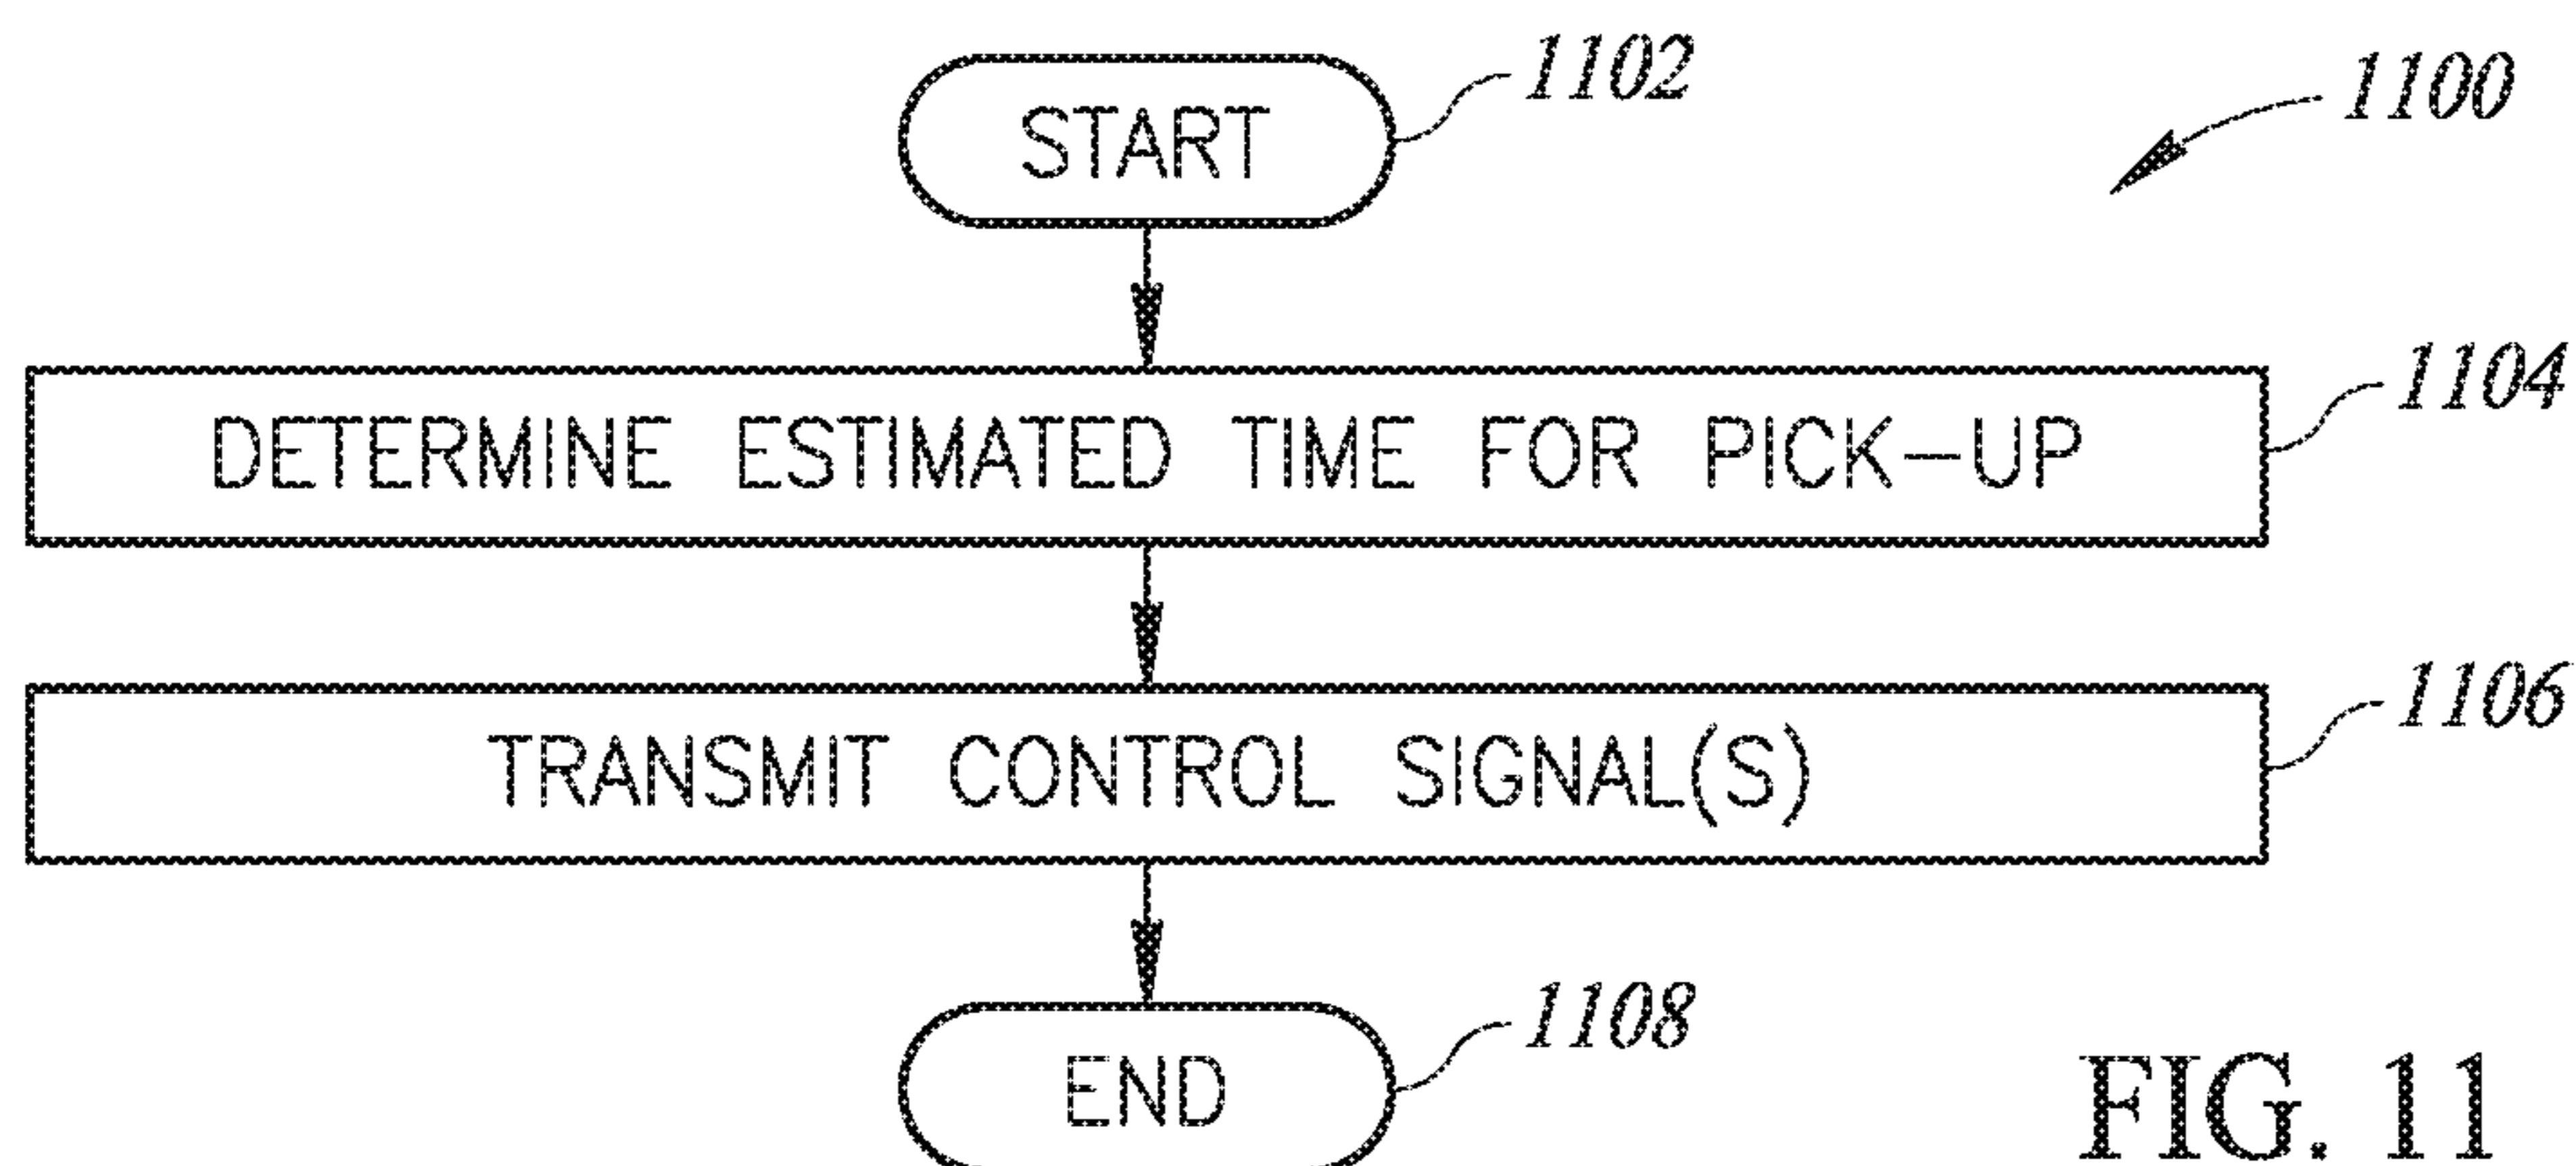 START
1102
1100
DETERMINE ESTIMATED TIME FOR PICK-UP
1104
TRANSMIT CONTROL SIGNAL(S)
1106
END
1108
FIG. 11